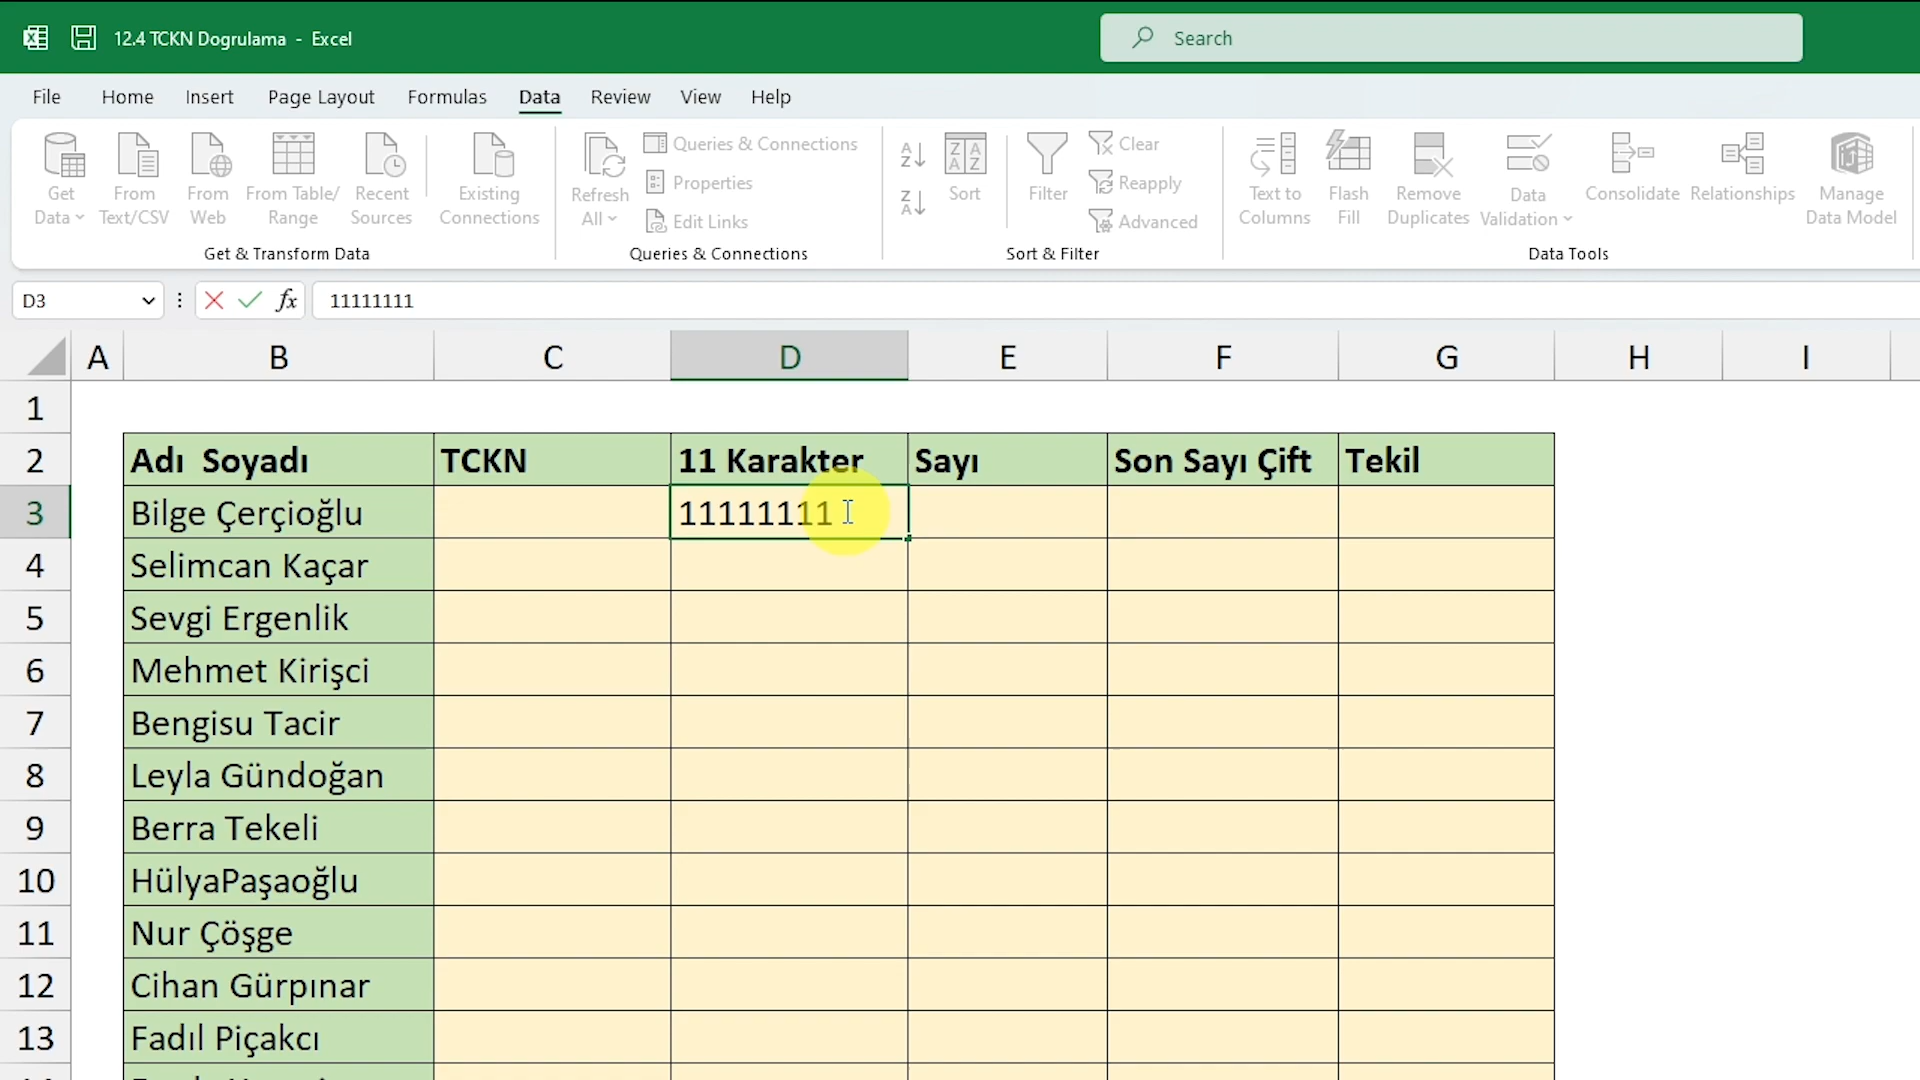 12.4 TCKN Dogrulama - Excel
Search
File Home Insert Page Layout Formulas Data Review View Help
Get Data
From Text/CSV
From Web
From Table/ Range
Recent Sources
Existing Connections
Get & Transform Data
Refresh All
Queries & Connections
Properties
Edit Links
Queries & Connections
Sort
Filter
Clear
Reapply
Advanced
Sort & Filter
Text to Columns
Flash Fill
Remove Duplicates
Data Validation
Consolidate
Relationships
Manage Data Model
Data Tools
D3 fx 11111111
A B C D E F G H I
1
2 Adı Soyadı TCKN 11 Karakter Sayı Son Sayı Çift Tekil
3 Bilge Çerçioğlu 11111111
4 Selimcan Kaçar
5 Sevgi Ergenlik
6 Mehmet Kirişci
7 Bengisu Tacir
8 Leyla Gündoğan
9 Berra Tekeli
10 HülyaPaşaoğlu
11 Nur Çöşge
12 Cihan Gürpınar
13 Fadıl Piçakcı